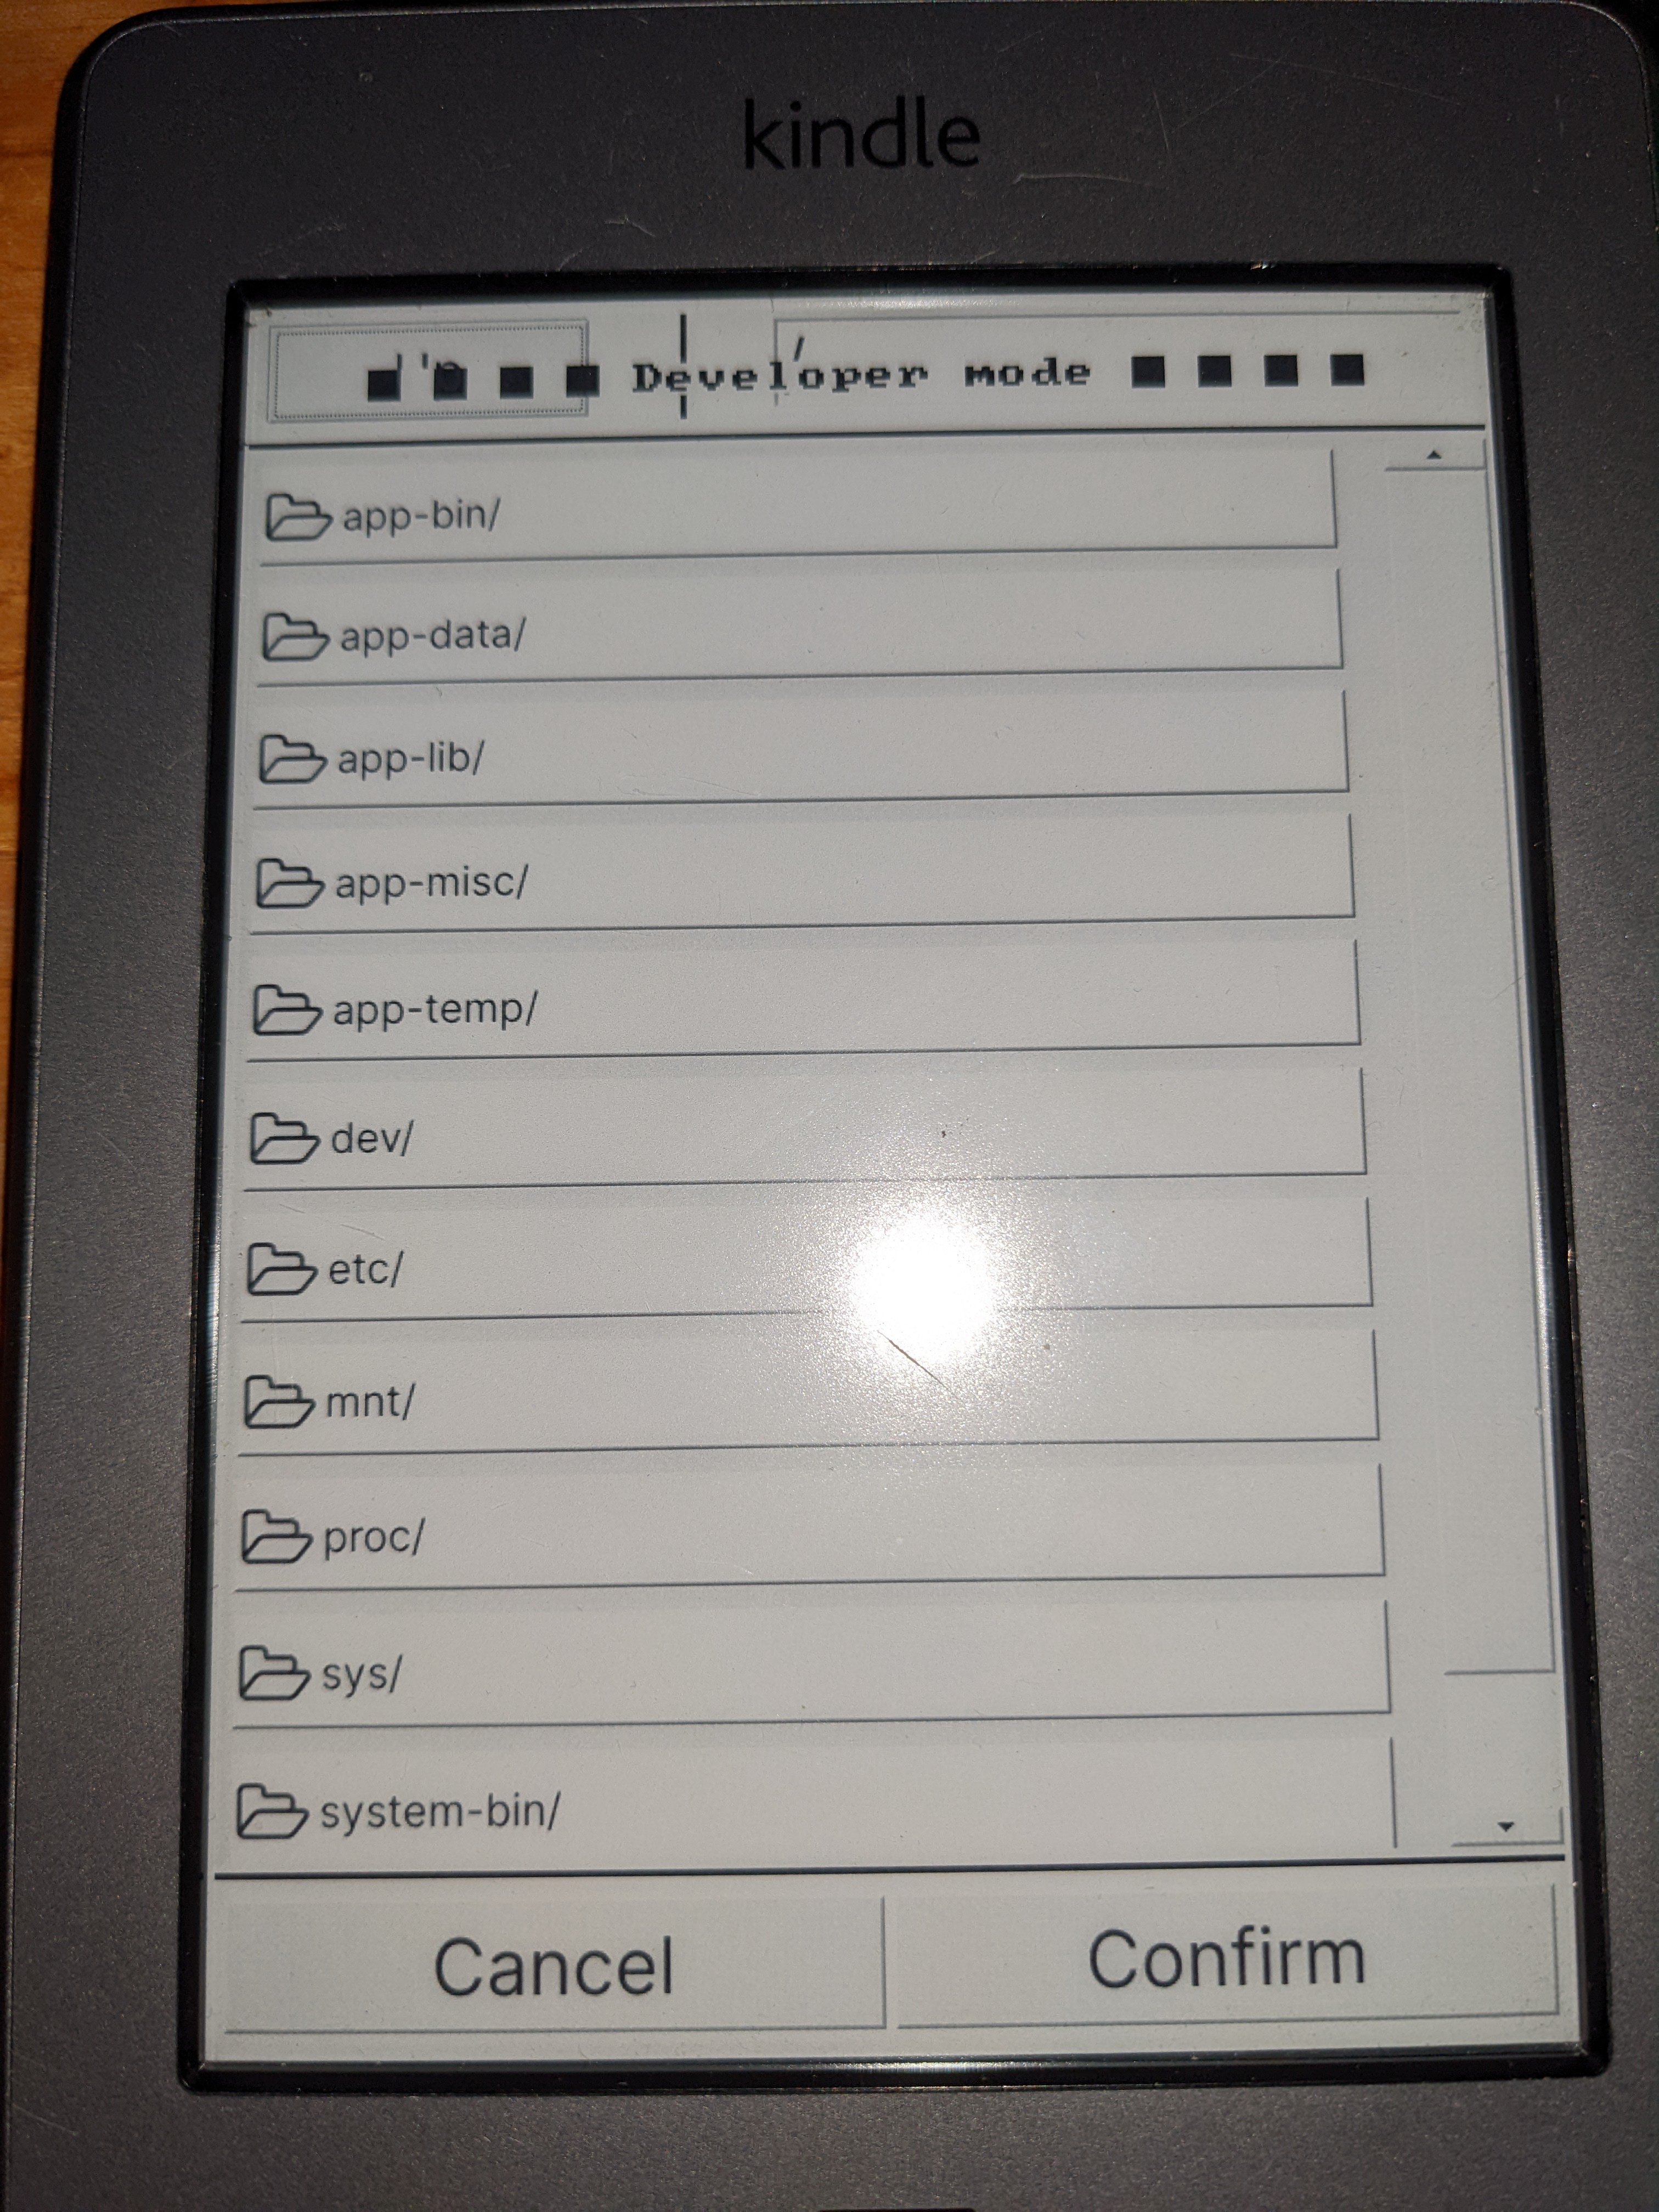 kindle
Developer mode
app-bin/
app-data/
app-lib/
app-misc/
app-temp/
dev/
etc/
mnt/
proc/
sys/
system-bin/
Cancel
Confirm